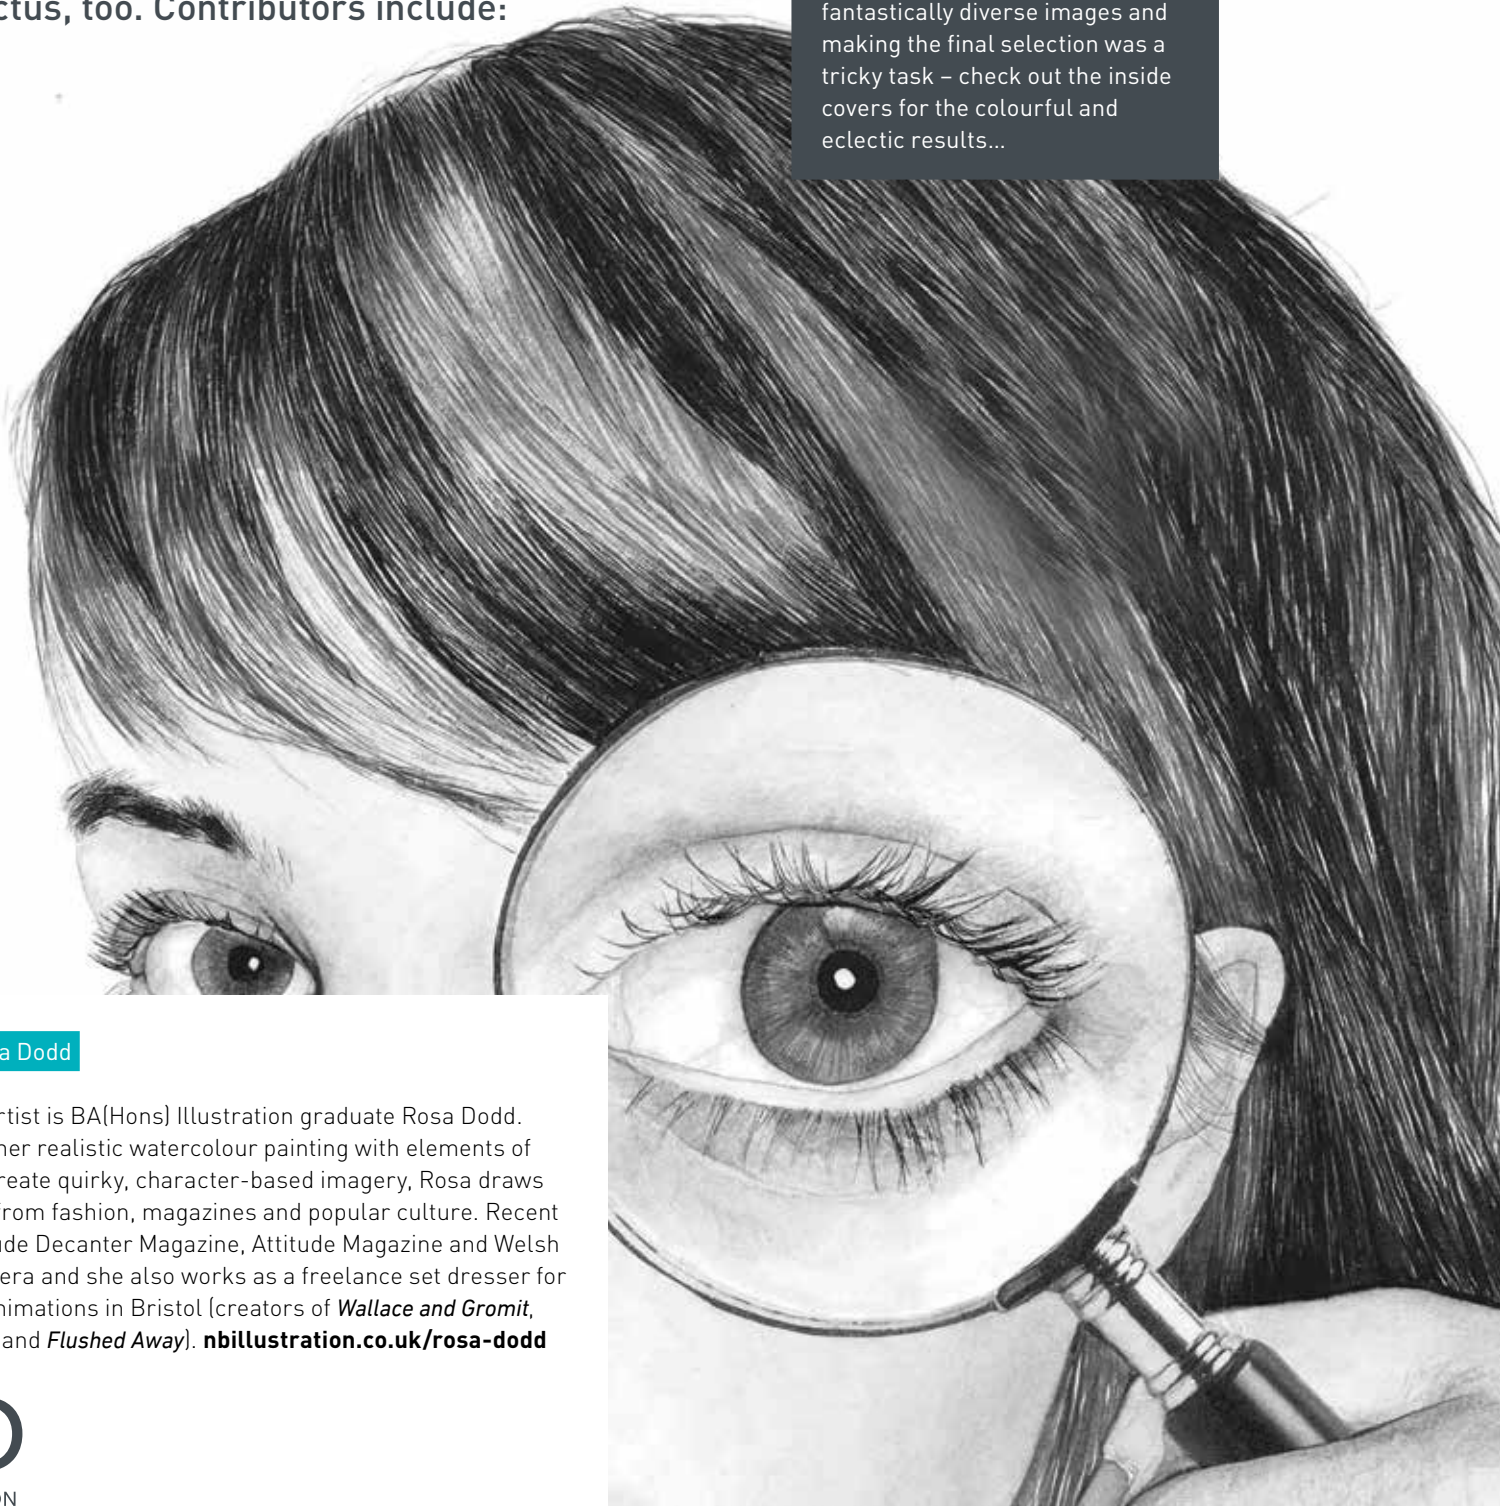 ctus, too. Contributors include:
fantastically diverse images and
making the final selection was a
tricky task – check out the inside
covers for the colourful and
eclectic results...
a Dodd
rtist is BA(Hons) Illustration graduate Rosa Dodd.
her realistic watercolour painting with elements of
reate quirky, character-based imagery, Rosa draws
from fashion, magazines and popular culture. Recent
ude Decanter Magazine, Attitude Magazine and Welsh
era and she also works as a freelance set dresser for
nimations in Bristol (creators of Wallace and Gromit,
and Flushed Away). nbillustration.co.uk/rosa-dodd
ON